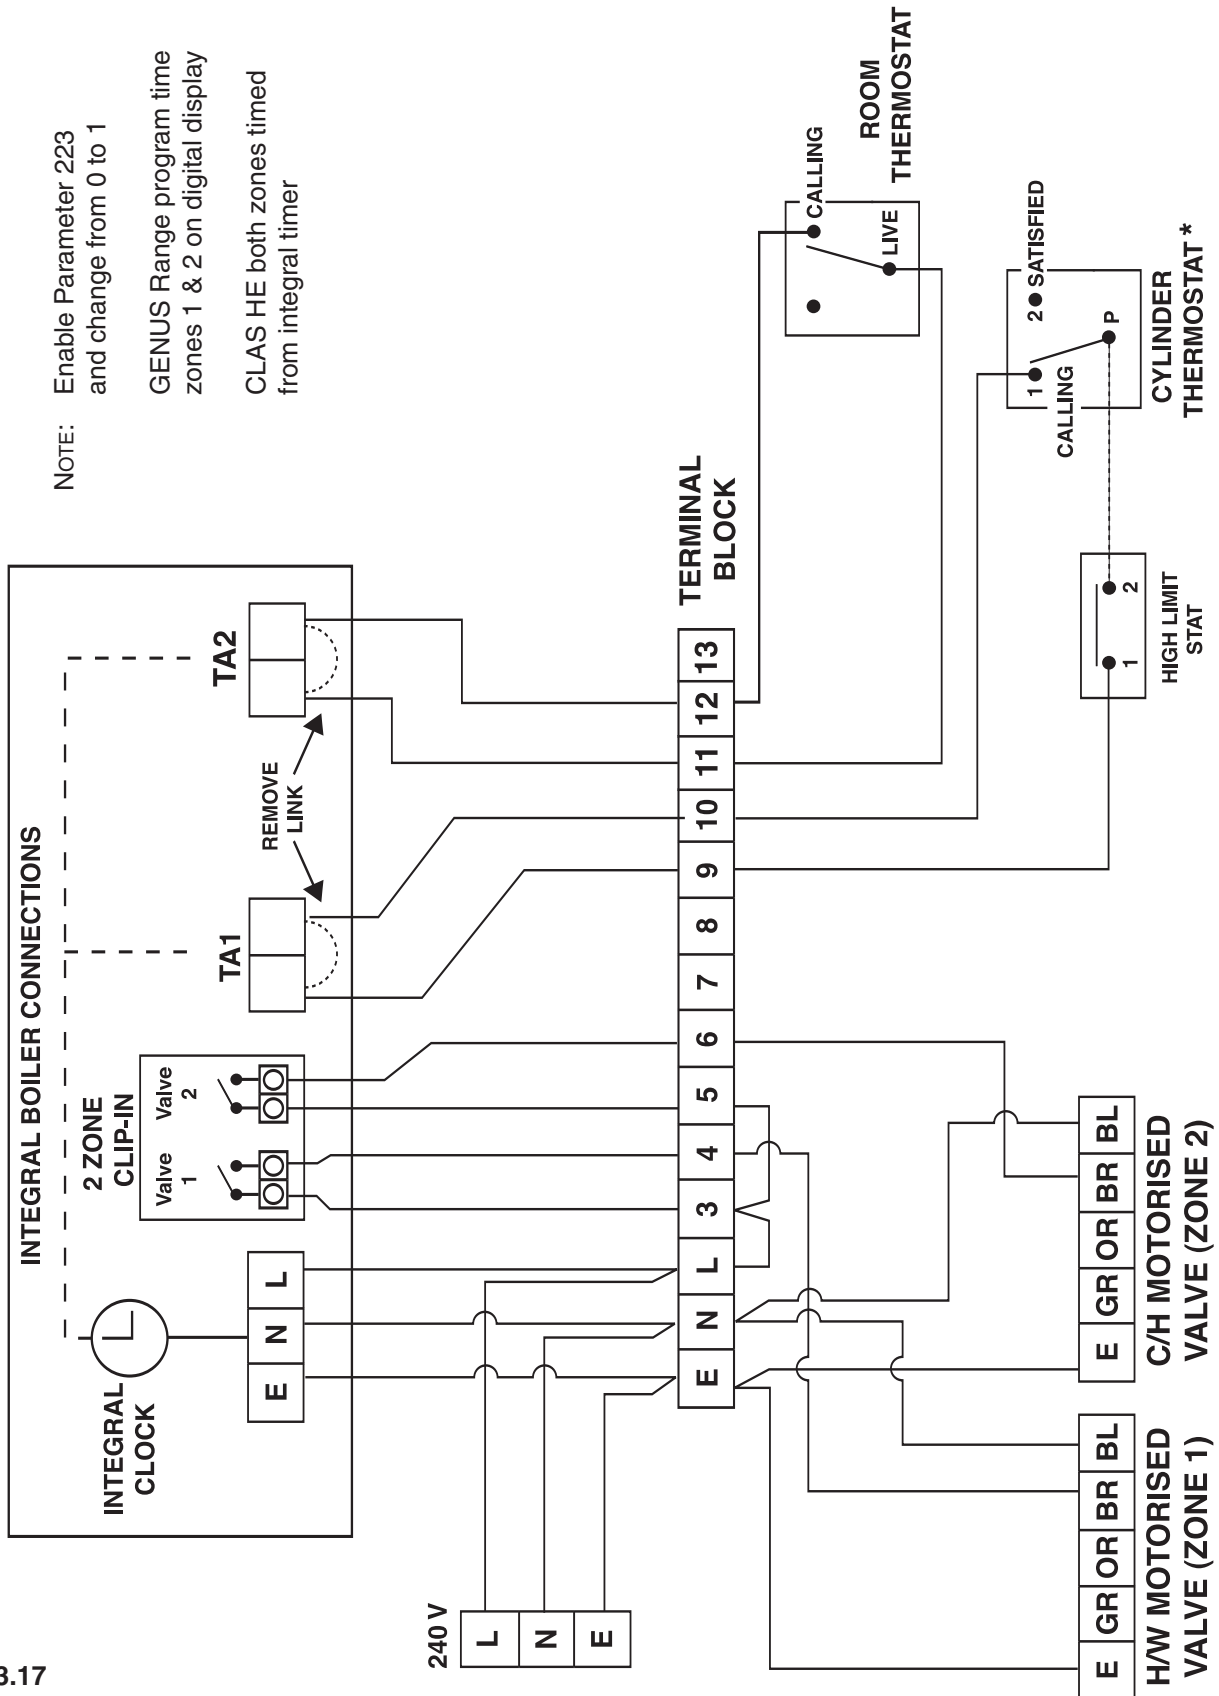 NOTE: Enable Parameter 223
and change from 0 to 1
GENUS Range program time
zones 1 & 2 on digital display
CLAS HE both zones timed
from integral timer
INTEGRAL BOILER CONNECTIONS
INTEGRAL
CLOCK
E N L
2 ZONE
CLIP-IN
Valve
1
Valve
2
TA1
REMOVE
LINK
TA2
240 V
L
N
E
TERMINAL
BLOCK
E N L 3 4 5 6 7 8 9 10 11 12 13
ROOM
THERMOSTAT
CALLING
LIVE
CYLINDER
THERMOSTAT *
1
CALLING
2 SATISFIED
P
HIGH LIMIT
STAT
1 2
E GR OR BR BL
H/W MOTORISED
VALVE (ZONE 1)
E GR OR BR BL
C/H MOTORISED
VALVE (ZONE 2)